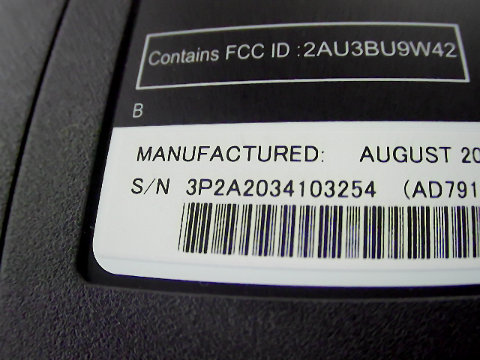 Contains FCC ID : 2AU3BU9W42
B
MANUFACTURED: AUGUST 20
S/N 3P2A2034103254 (AD791